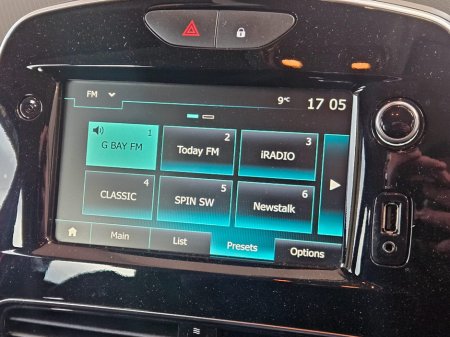 FM
9°C
17 05
1
G BAY FM
2
Today FM
3
iRADIO
4
CLASSIC
5
SPIN SW
6
Newstalk
Main
List
Presets
Options